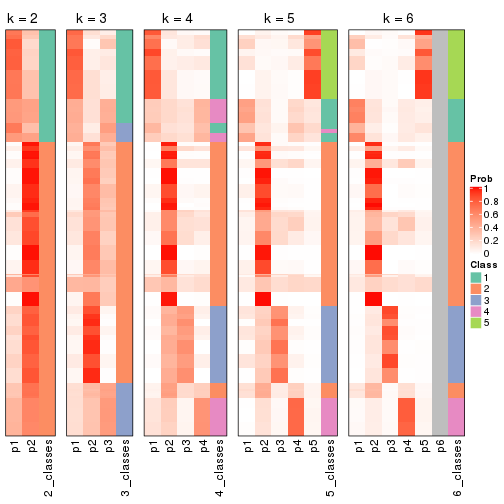 k = 2
k = 3
k = 4
k = 5
k = 6
p1
p2
2_classes
p1
p2
p3
3_classes
p1
p2
p3
p4
4_classes
p1
p2
p3
p4
p5
5_classes
p1
p2
p3
p4
p5
p6
6_classes
Prob
1
0.8
0.6
0.4
0.2
0
Class
1
2
3
4
5